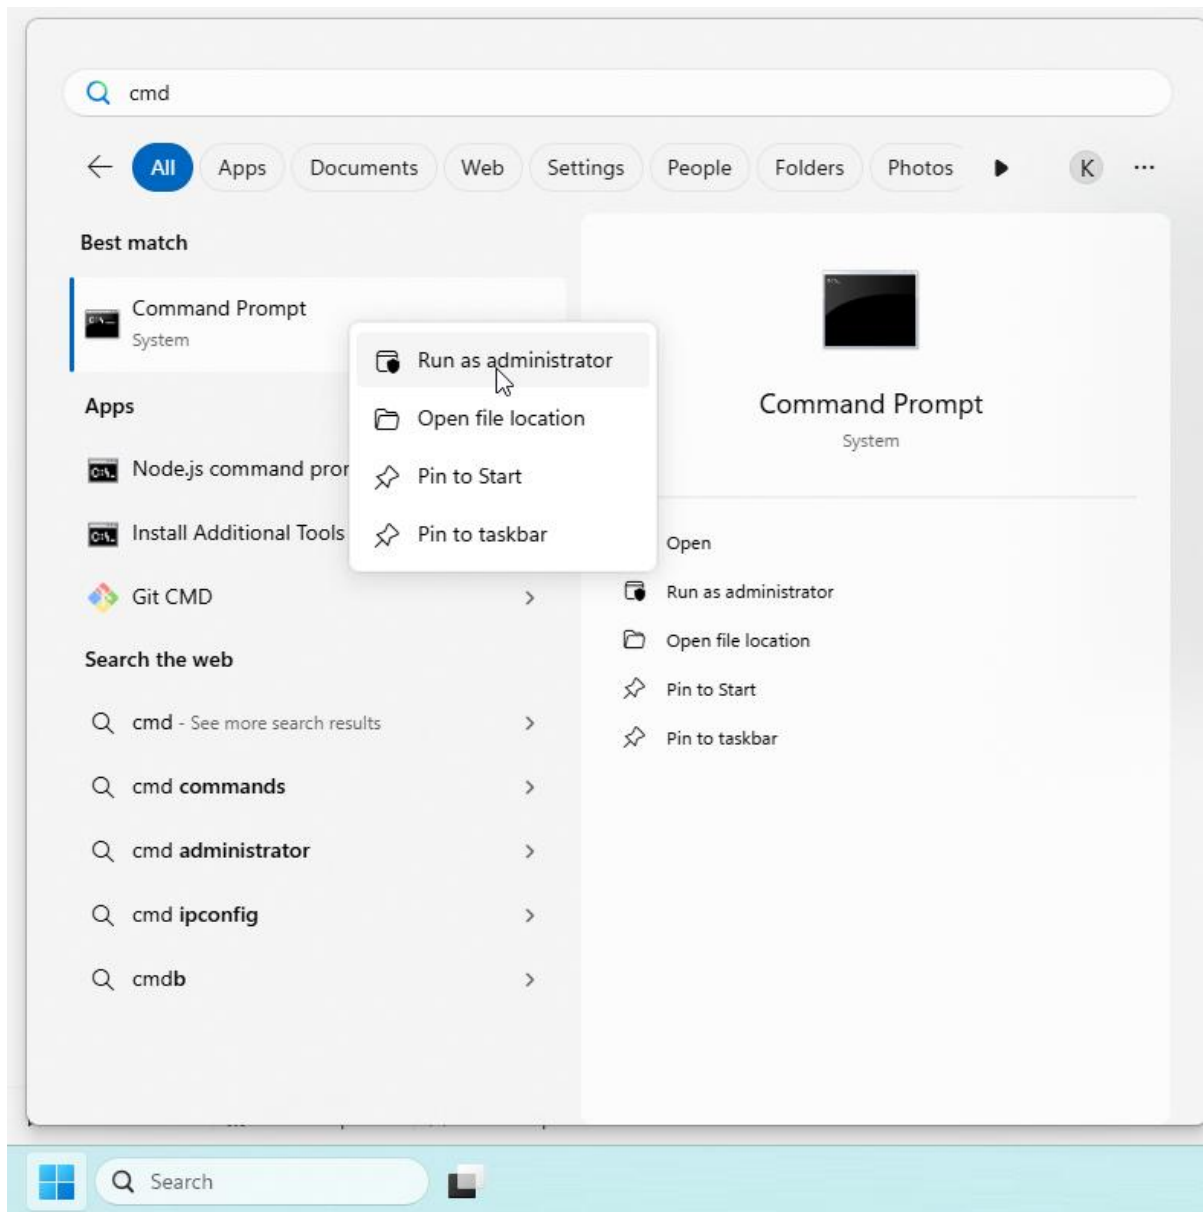 cmd
All Apps Documents Web Settings People Folders Photos K ...
Best match
Command Prompt
System
Run as administrator
Open file location
Pin to Start
Pin to taskbar
Apps
Node.js command pror
Install Additional Tools
Git CMD
Search the web
cmd - See more search results
cmd commands
cmd administrator
cmd ipconfig
cmdb
Command Prompt
System
Open
Run as administrator
Open file location
Pin to Start
Pin to taskbar
Search